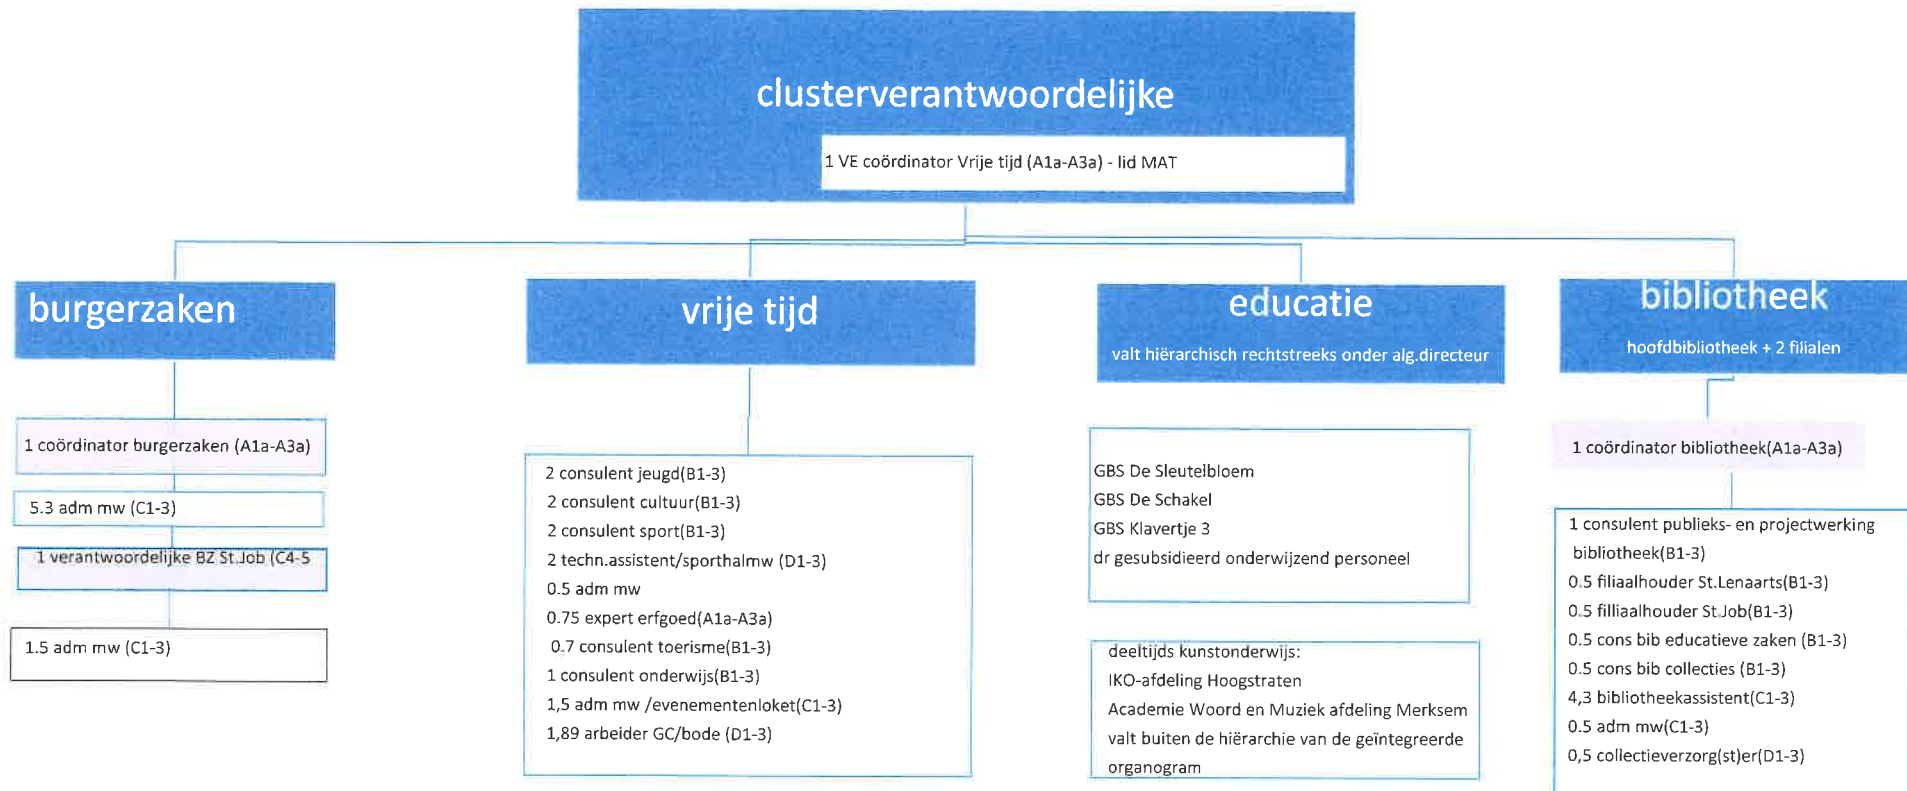 clusterverantwoordelijke
1 VE coördinator Vrije tijd (A1a-A3a) - lid MAT
burgerzaken
1 coördinator burgerzaken (A1a-A3a)
5.3 adm mw (C1-3)
1 verantwoordelijke BZ St.Job (C4-5
1.5 adm mw (C1-3)
vrije tijd
2 consulent jeugd(B1-3)
2 consulent cultuur(B1-3)
2 consulent sport(B1-3)
2 techn.assistent/sporthalmw (D1-3)
0.5 adm mw
0.75 expert erfgoed(A1a-A3a)
0.7 consulent toerisme(B1-3)
1 consulent onderwijs(B1-3)
1,5 adm mw /evenementenloket(C1-3)
1,89 arbeider GC/bode (D1-3)
educatie
valt hiërarchisch rechtstreeks onder alg.directeur
GBS De Sleutelbloem
GBS De Schakel
GBS Klavertje 3
dr gesubsidieerd onderwijzend personeel
deeltijds kunstonderwijs:
IKO-afdeling Hoogstraten
Academie Woord en Muziek afdeling Merksem
valt buiten de hiërarchie van de geïntegreerde
organogram
bibliotheek
hoofdbibliotheek + 2 filialen
1 coördinator bibliotheek(A1a-A3a)
1 consulent publieks- en projectwerking
bibliotheek(B1-3)
0.5 filiaalhouder St.Lenaarts(B1-3)
0.5 filliaalhouder St.Job(B1-3)
0.5 cons bib educatieve zaken (B1-3)
0.5 cons bib collecties (B1-3)
4,3 bibliotheekassistent(C1-3)
0.5 adm mw(C1-3)
0,5 collectieverzorg(st)er(D1-3)